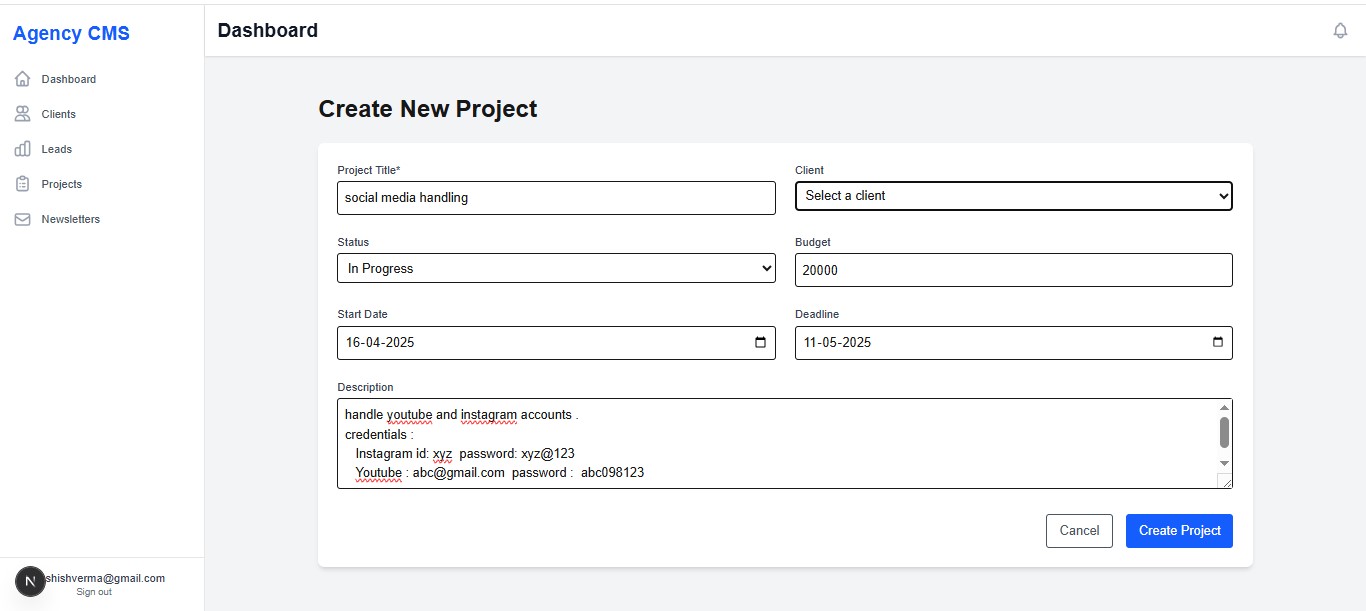 Agency CMS
Dashboard
Clients
Leads
Projects
Newsletters
N
shishverma@gmail.com
Sign out
Dashboard
Create New Project
Project Title*
social media handling
Client
Select a client
Status
In Progress
Budget
20000
Start Date
16-04-2025
Deadline
11-05-2025
Description
handle youtube and instagram accounts .
credentials :
Instagram id: xyz  password: xyz@123
Youtube : abc@gmail.com  password :  abc098123
Cancel
Create Project